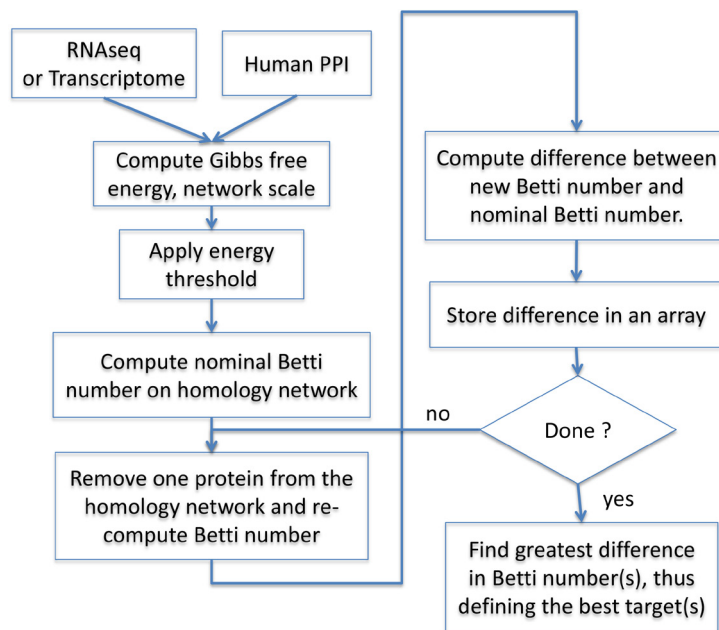 RNAseq
or Transcriptome
Human PPI
Compute Gibbs free
energy, network scale
Apply energy
threshold
Compute nominal Betti
number on homology network
Remove one protein from the
homology network and re-
compute Betti number
Compute difference between
new Betti number and
nominal Betti number.
Store difference in an array
Done ?
no
yes
Find greatest difference
in Betti number(s), thus
defining the best target(s)